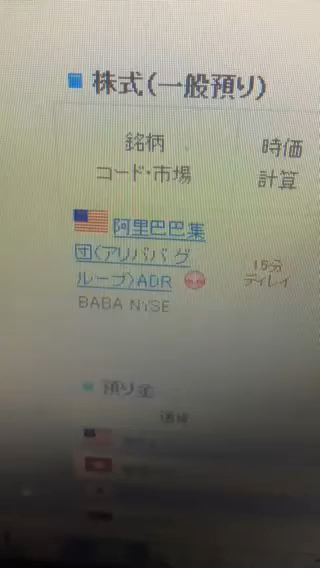 株式(一般預り)
銘柄 時価
コード・市場 計算
阿里巴巴集
団(アリババ グ
ループ)ADR
15分
ディレイ
BABA NYSE
預り金
通貨